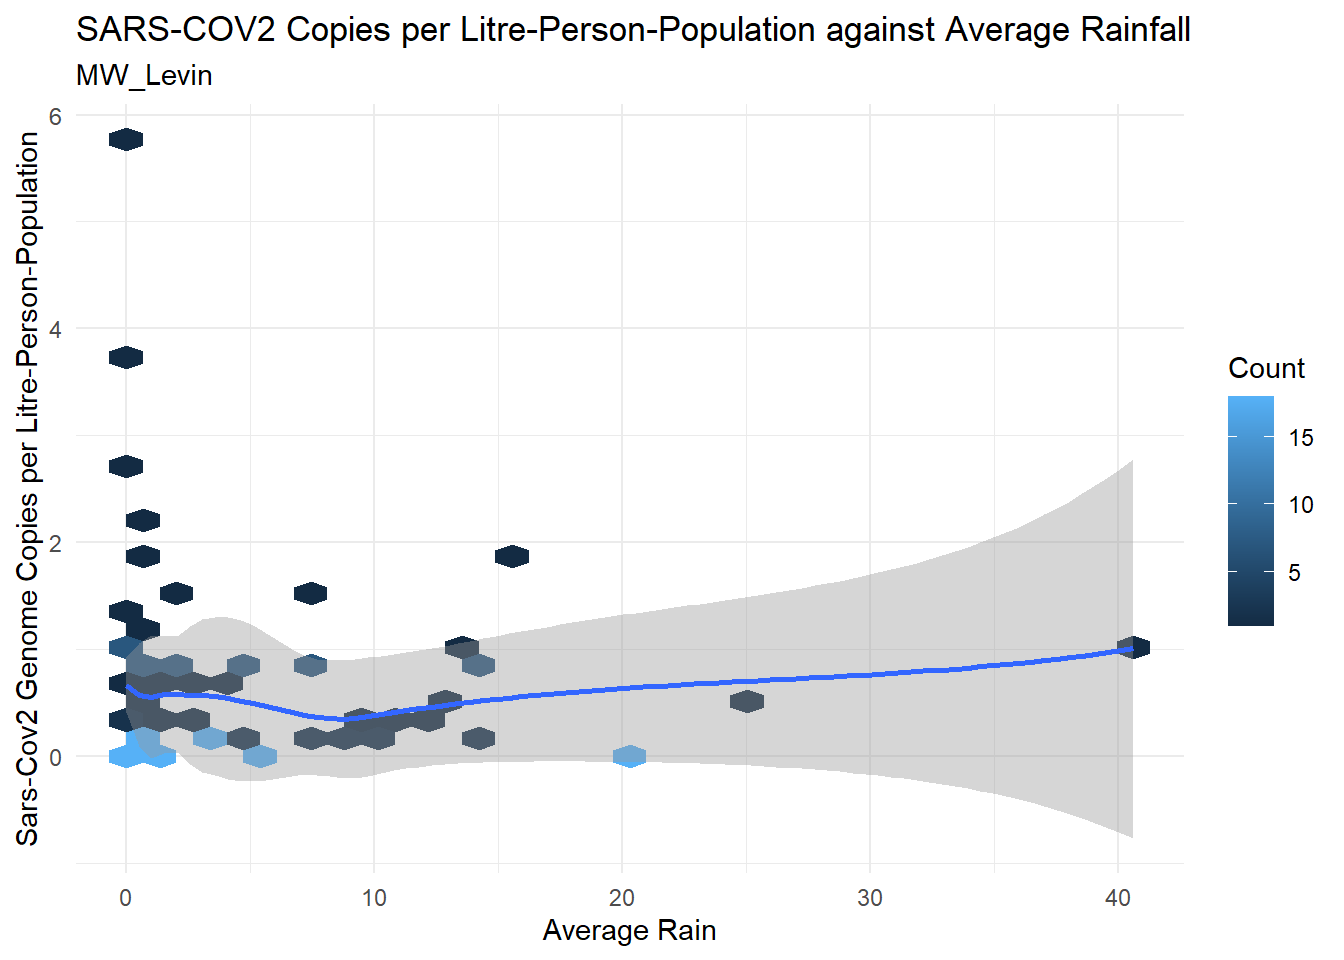 SARS-COV2 Copies per Litre-Person-Population against Average Rainfall
MW_Levin
Sars-Cov2 Genome Copies per Litre-Person-Population
6
4
2
0
0
10
20
30
40
Average Rain
Count
15
10
5